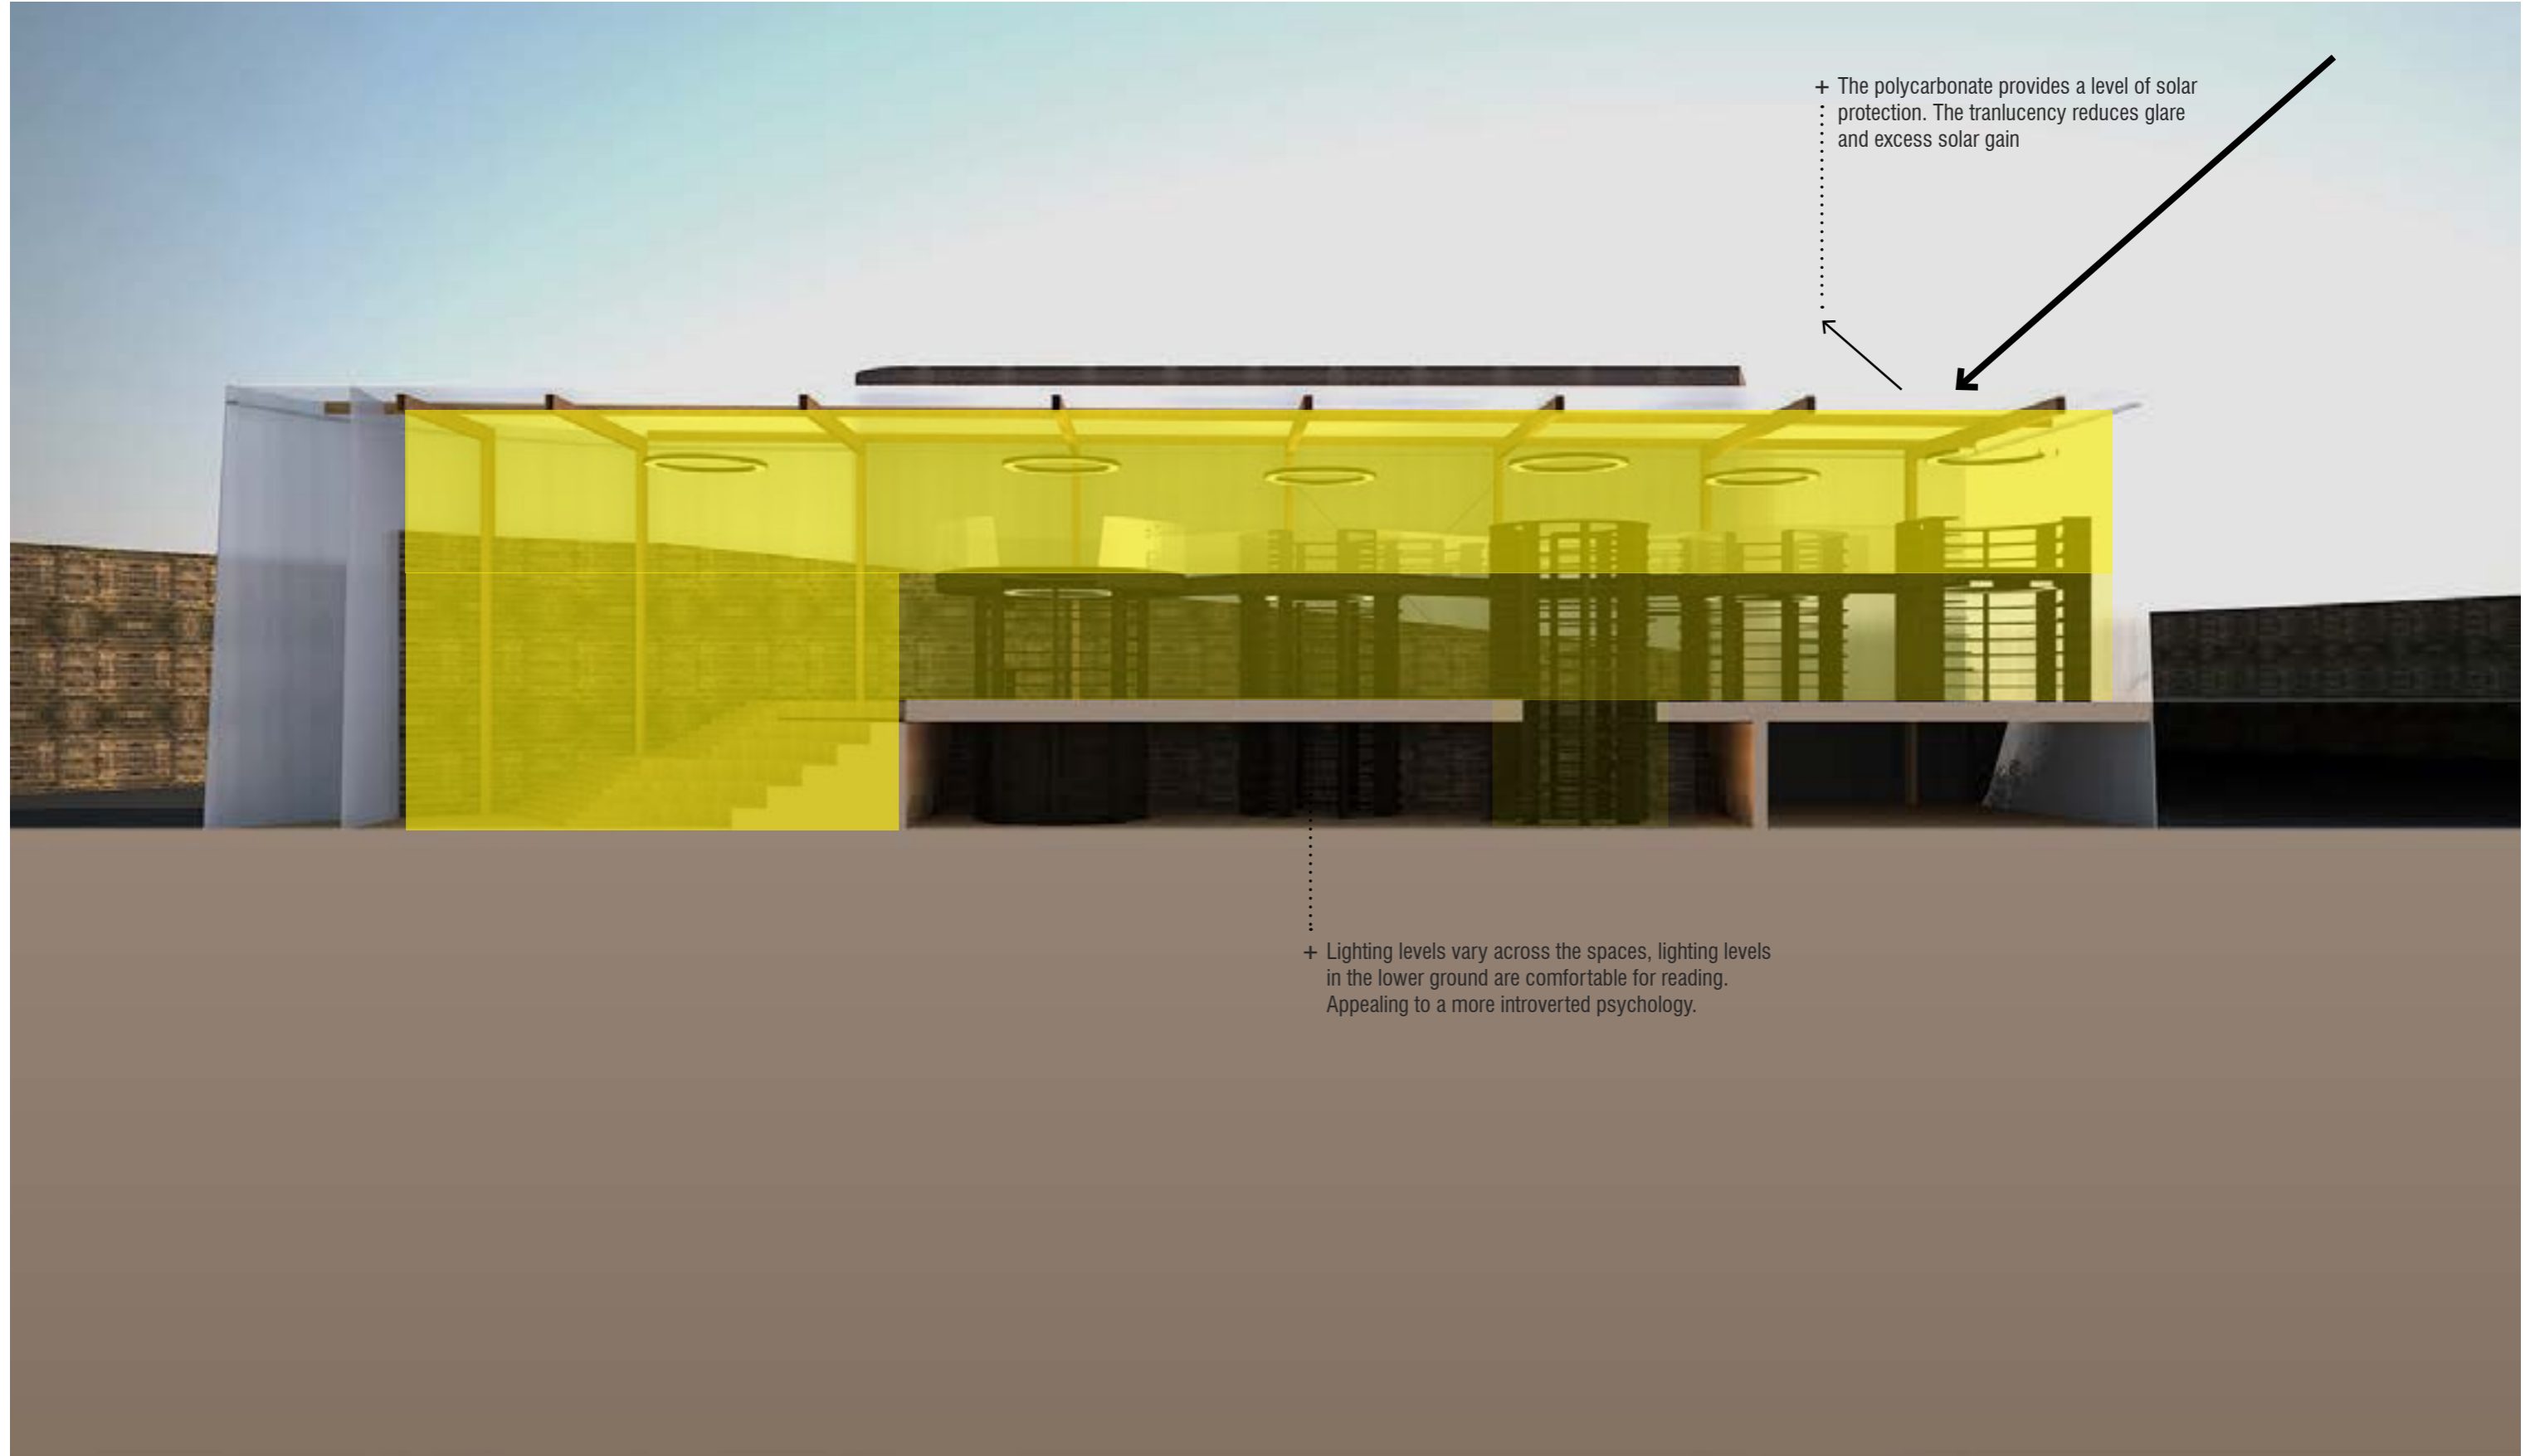 + The polycarbonate provides a level of solar
protection. The tranlucency reduces glare
and excess solar gain
+ Lighting levels vary across the spaces, lighting levels
in the lower ground are comfortable for reading.
Appealing to a more introverted psychology.